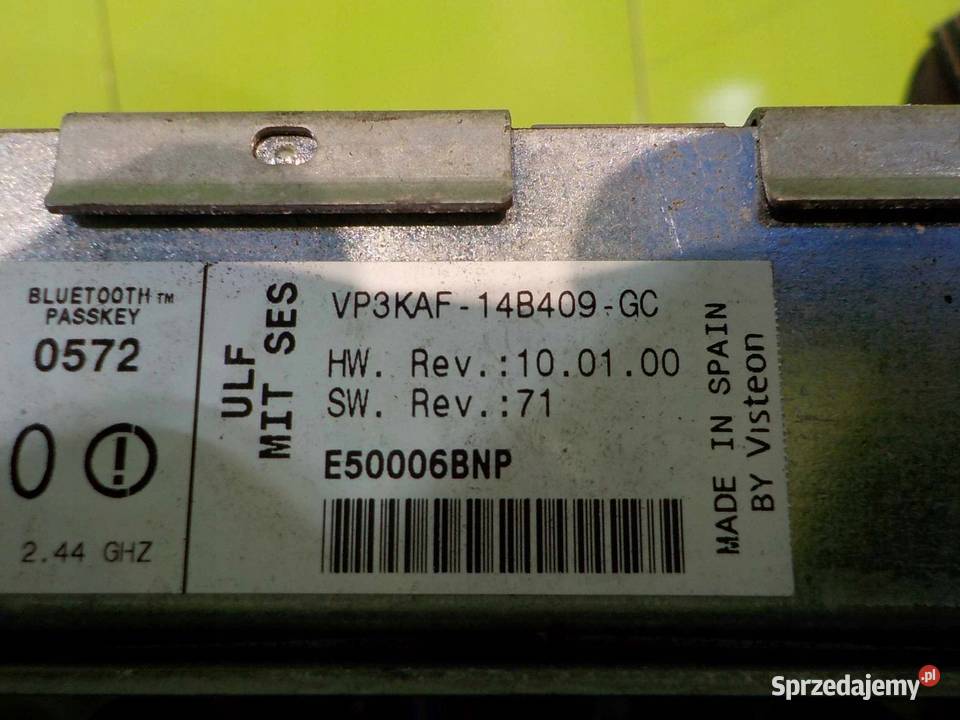 BLUETOOTH™
PASSKEY
0572
0
2.44 GHZ
ULF
MIT SES
VP3KAF-14B409-GC
HW. Rev.:10.01.00
SW. Rev.:71
E50006BNP
MADE IN SPAIN
BY Visteon
Sprzedajemy.pl